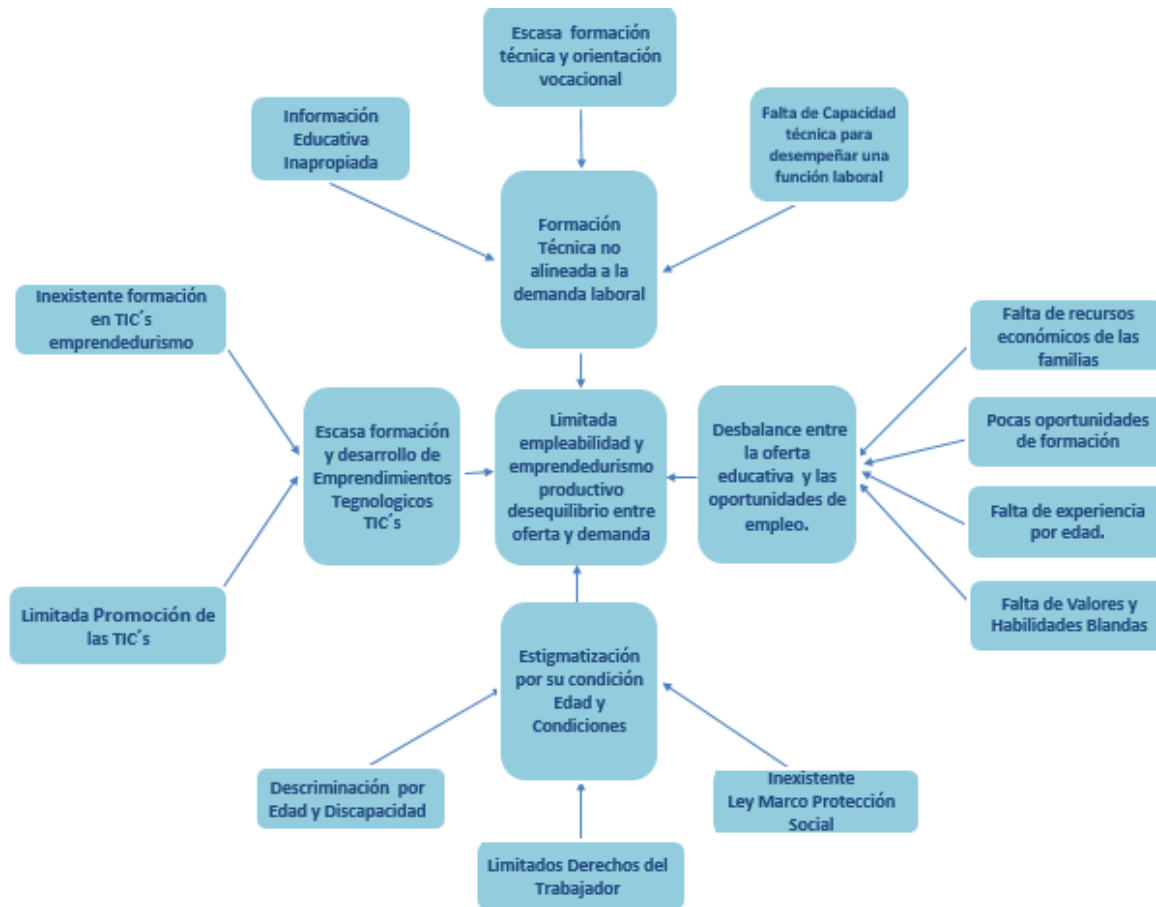 Escasa formación
técnica y orientación
vocacional
Información
Educativa
Inapropiada
Falta de Capacidad
técnica para
desempeñar una
función laboral
Formación
Técnica no
alineada a la
demanda laboral
Inexistente formación
en TIC´s
emprendedurismo
Falta de recursos
económicos de las
familias
Escasa formación
y desarrollo de
Emprendimientos
Tegnologicos
TIC´s
Limitada
empleabilidad y
emprendedurismo
productivo
desequilibrio entre
oferta y demanda
Desbalance entre
la oferta
educativa y las
oportunidades de
empleo.
Pocas oportunidades
de formación
Falta de experiencia
por edad.
Falta de Valores y
Habilidades Blandas
Limitada Promoción de
las TIC´s
Estigmatización
por su condición
Edad y
Condiciones
Descriminación por
Edad y Discapacidad
Inexistente
Ley Marco Protección
Social
Limitados Derechos del
Trabajador